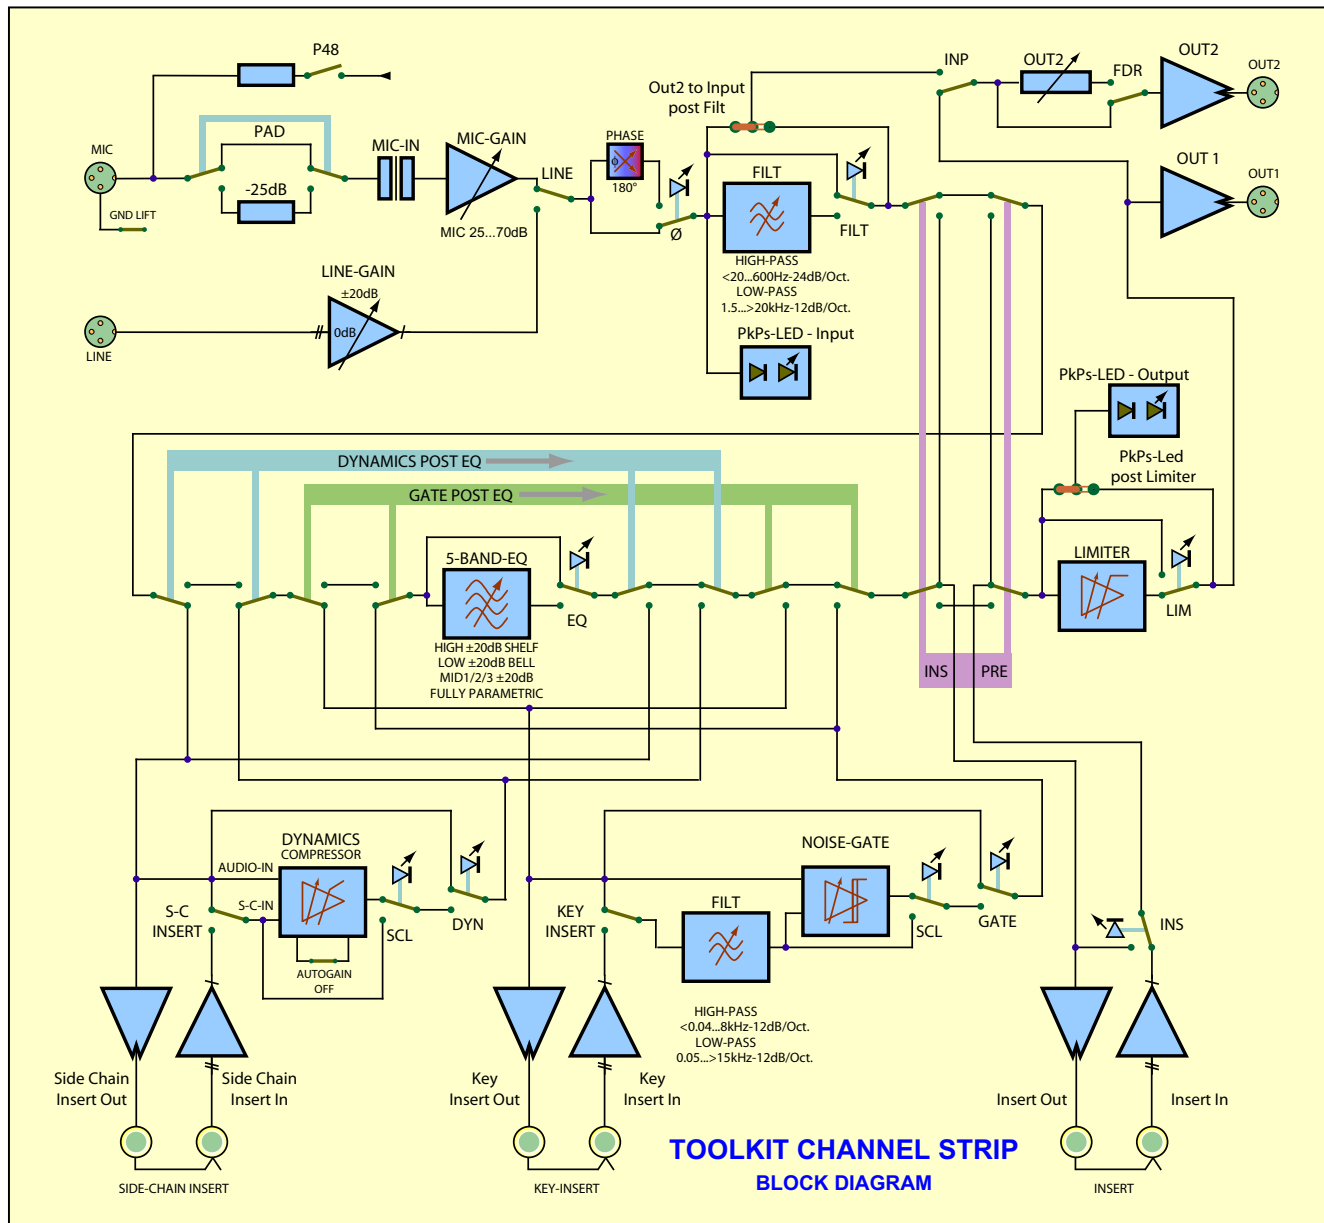 P48
MIC
PAD
-25dB
GND LIFT
MIC-IN
MIC-GAIN
MIC 25...70dB
LINE
PHASE
ϕ
180°
Ø
Out2 to Input
post Filt
INP
OUT2
FDR
OUT2
OUT2
OUT 1
OUT1
FILT
FILT
HIGH-PASS
<20...600Hz-24dB/Oct.
LOW-PASS
1.5...>20kHz-12dB/Oct.
LINE-GAIN
±20dB
0dB
LINE
PkPs-LED - Input
PkPs-LED - Output
PkPs-Led
post Limiter
DYNAMICS POST EQ
GATE POST EQ
5-BAND-EQ
EQ
HIGH ±20dB SHELF
LOW ±20dB BELL
MID1/2/3 ±20dB
FULLY PARAMETRIC
LIMITER
LIM
INS
PRE
DYNAMICS
COMPRESSOR
AUDIO-IN
S-C-IN
S-C
INSERT
AUTOGAIN
OFF
SCL
DYN
NOISE-GATE
KEY
INSERT
FILT
SCL
GATE
HIGH-PASS
<0.04...8kHz-12dB/Oct.
LOW-PASS
0.05...>15kHz-12dB/Oct.
INS
Side Chain
Insert Out
Side Chain
Insert In
Key
Insert Out
Key
Insert In
Insert Out
Insert In
SIDE-CHAIN INSERT
KEY-INSERT
INSERT
TOOLKIT CHANNEL STRIP
BLOCK DIAGRAM